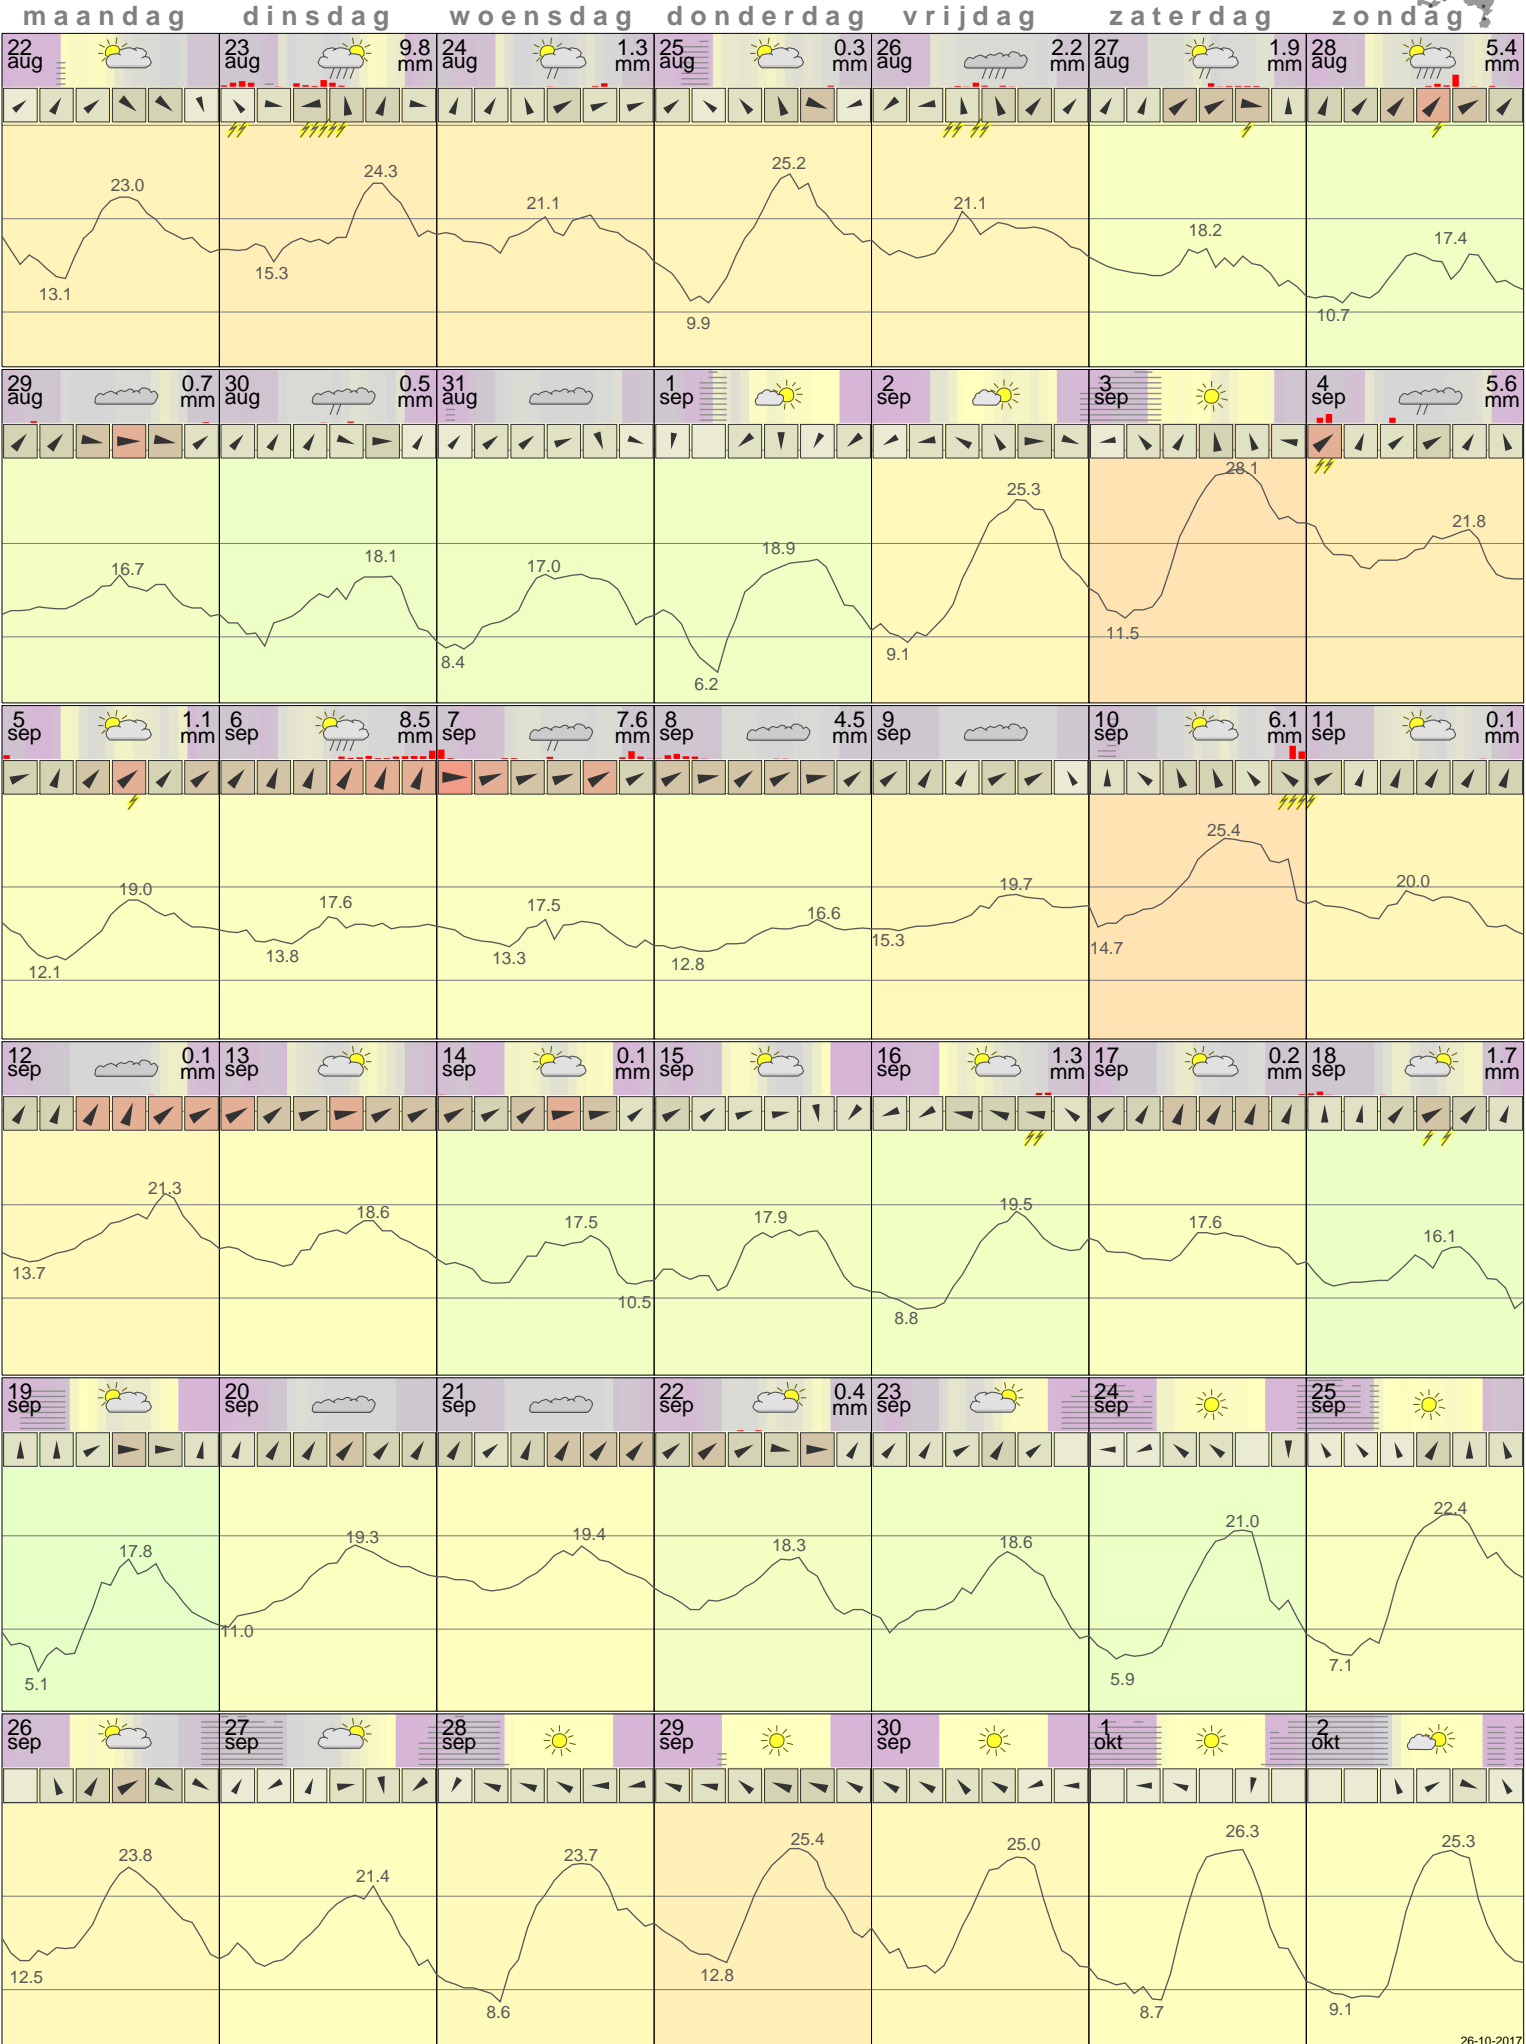 maandag dinsdag woensdag donderdag vrijdag zaterdag zondag
22 23 9.8 24 1.3 25 0.3 26 2.2 27 1.9 28 5.4
aug aug mm aug mm aug mm aug mm aug mm aug mm
25.2
24.3
23.0
21.1 21.1
18.2 17.4
15.3
13.1
10.7
9.9
29 0.7 30 0.5 31 1 2 3 4 5.6
aug mm aug mm aug sep sep sep sep mm
28.1
25.3
21.8
18.9
18.1
16.7 17.0
11.5
9.1
8.4
6.2
5 1.1 6 8.5 7 7.6 8 4.5 9 10 6.1 11 0.1
sep mm sep mm sep mm sep mm sep sep mm sep mm
25.4
19.0 19.7 20.0
17.6 17.5 16.6
15.3
14.7
13.8 13.3 12.8
12.1
12 0.1 13 14 0.1 15 16 1.3 17 0.2 18 1.7
sep mm sep sep mm sep sep mm sep mm sep mm
21.3
19.5
18.6 17.5 17.9 17.6
16.1
13.7
10.5
8.8
19 20 21 22 0.4 23 24 25
sep sep sep sep mm sep sep sep
22.4
21.0
19.3 19.4
17.8 18.3 18.6
11.0
7.1
5.1 5.9
26 27 28 29 30 1 2
sep sep sep sep sep okt okt
26.3
25.4 25.0 25.3
23.8 23.7
21.4
12.5 12.8
8.6 8.7 9.1
26-10-2017